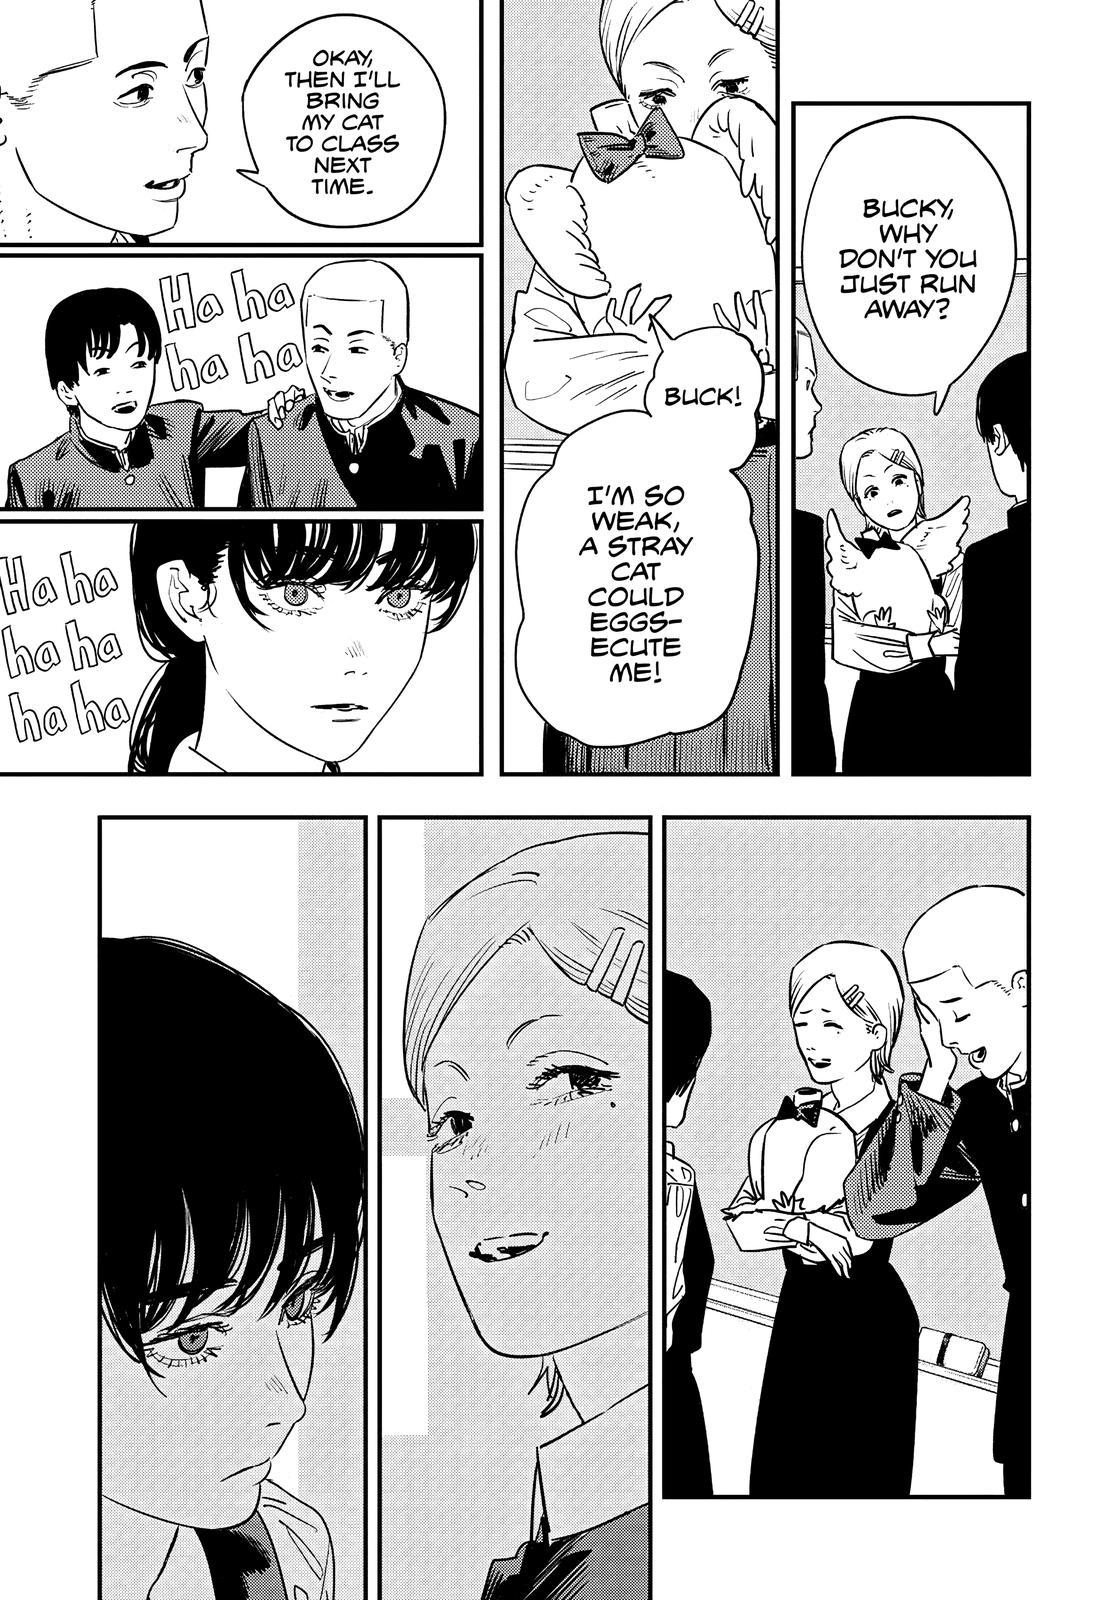 BUCKY,
WHY
DON'T YOU
JUST RUN
AWAY?
BUCK!
I'M SO
WEAK,
A STRAY
CAT
COULD
EGGS-
ECUTE
ME!
OKAY,
THEN I'LL
BRING
MY CAT
TO CLASS
NEXT
TIME.
Ha ha
ha ha
Ha ha
ha ha
ha ha